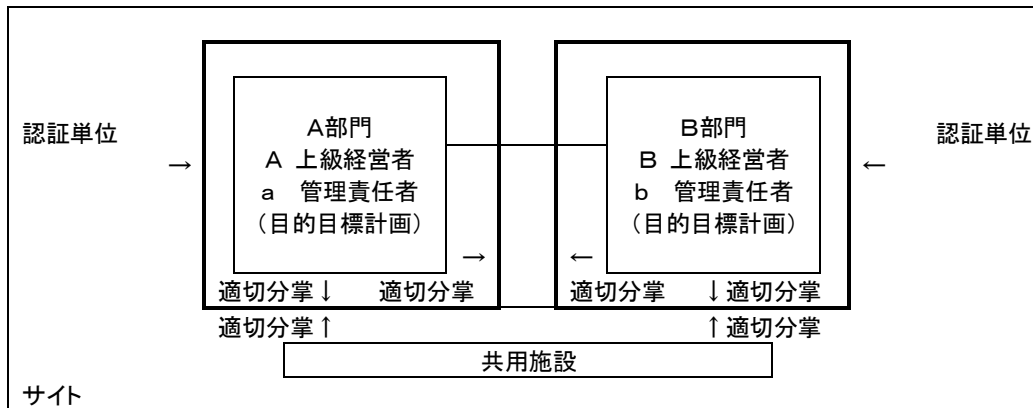 A部門
B部門
認証単位
A 上級経営者
B 上級経営者
認証単位
→
a 管理責任者
b 管理責任者
←
(目的目標計画)
(目的目標計画)
→
←
適切分掌↓ 適切分掌
適切分掌 ↓適切分掌
適切分掌↑
↑適切分掌
共用施設
サイト